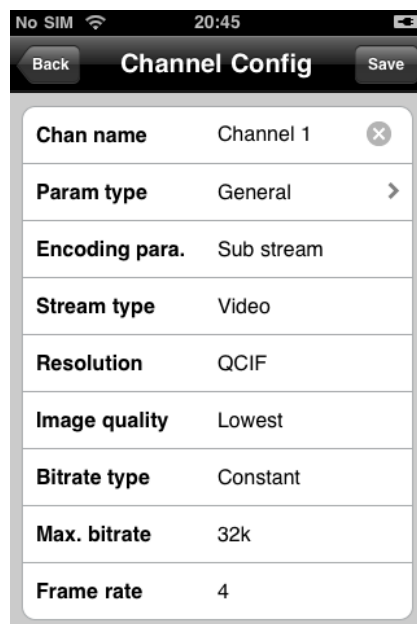 No SIM 20:45
Back Channel Config Save
Chan name Channel 1
Param type General
Encoding para. Sub stream
Stream type Video
Resolution QCIF
Image quality Lowest
Bitrate type Constant
Max. bitrate 32k
Frame rate 4